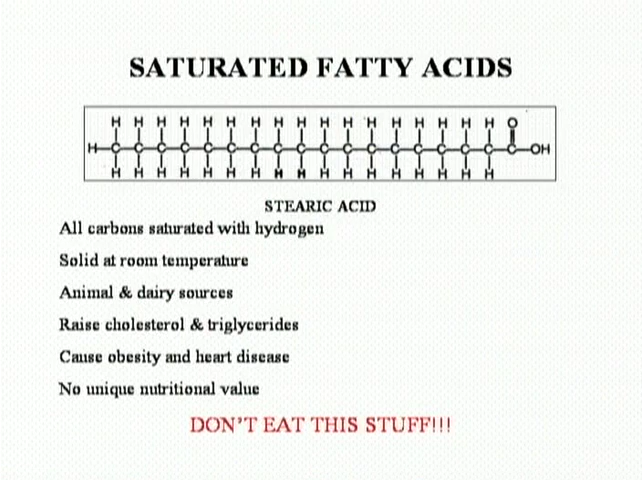 SATURATED FATTY ACIDS
H H H H H H H H H H H H H H H H H O
H C C C C C C C C C C C C C C C C C C OH
H H H H H H H H H H H H H H H H H
STEARIC ACID
All carbons saturated with hydrogen
Solid at room temperature
Animal & dairy sources
Raise cholesterol & triglycerides
Cause obesity and heart disease
No unique nutritional value
DON'T EAT THIS STUFF!!!